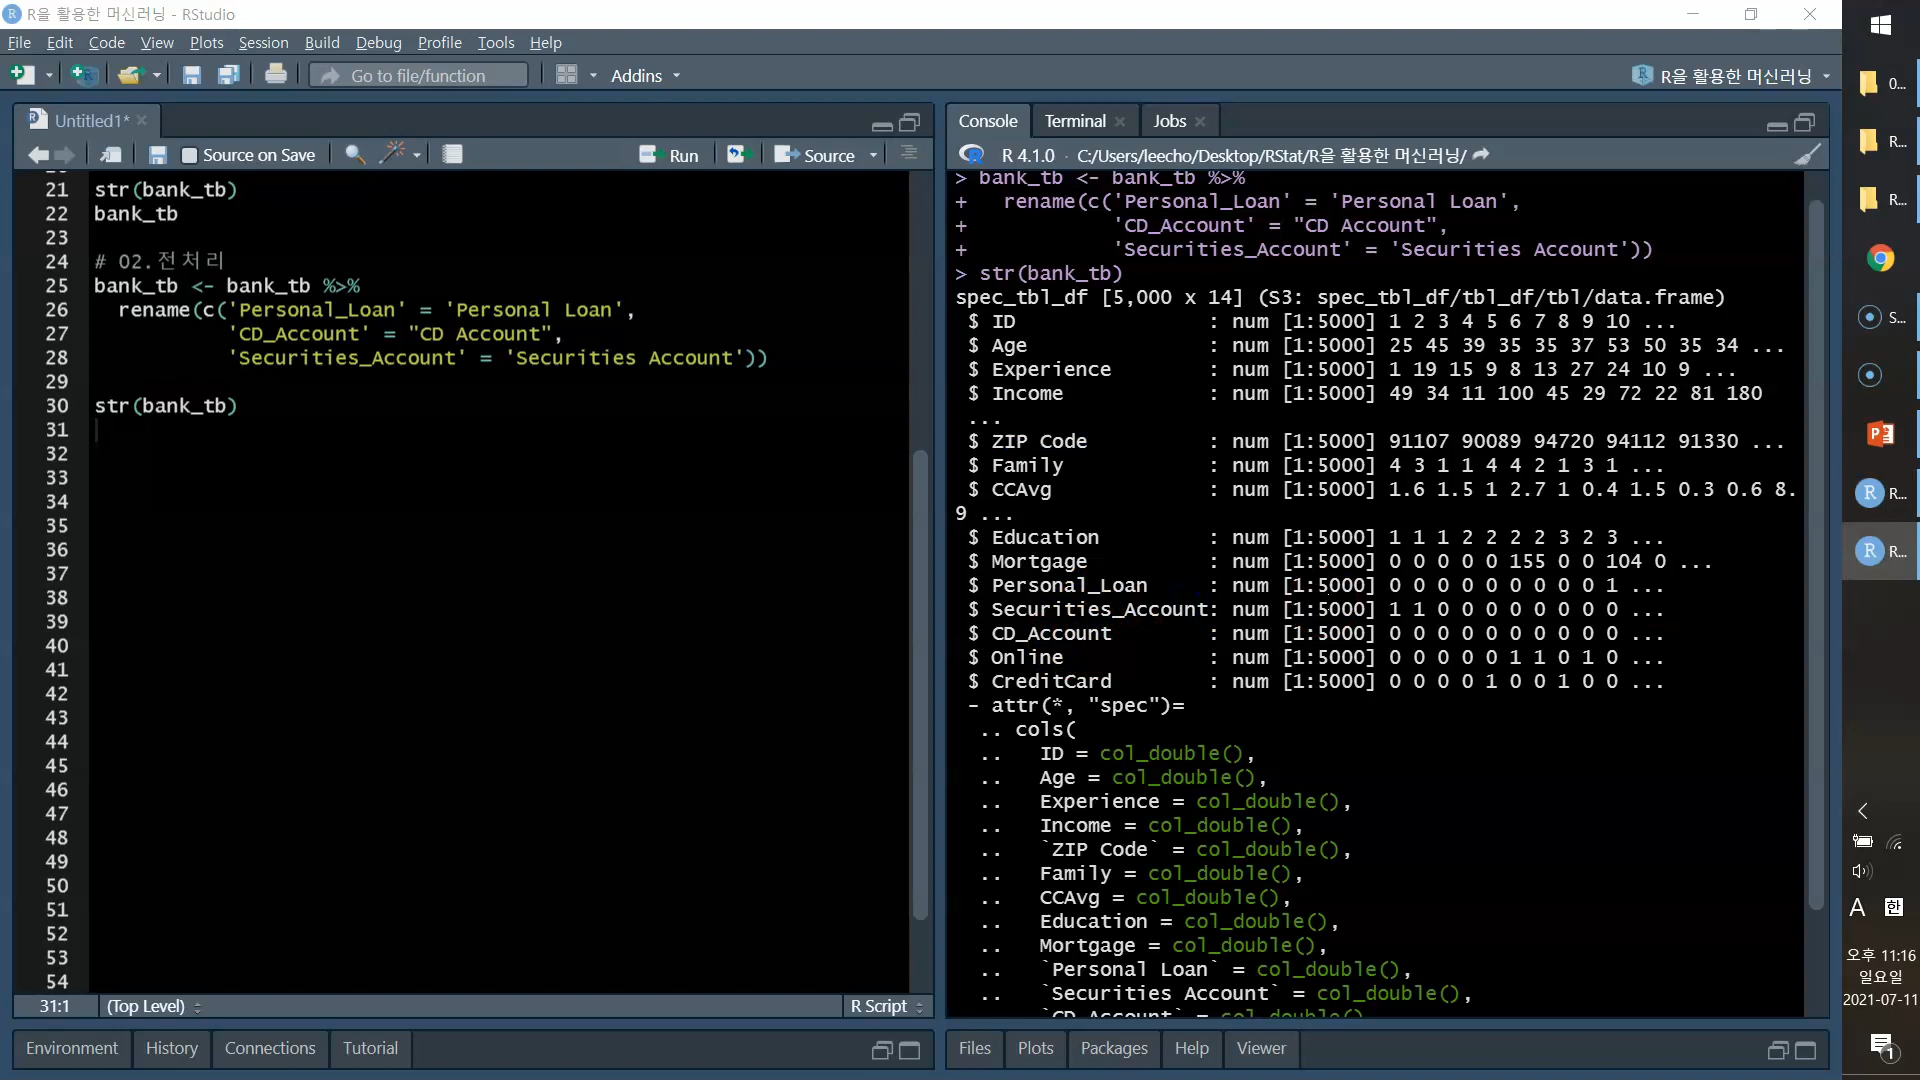 R을 활용한 머신러닝 - RStudio
File Edit Code View Plots Session Build Debug Profile Tools Help
Go to file/function Addins R을 활용한 머신러닝
Untitled1*
Source on Save Run Source
21 str(bank_tb)
22 bank_tb
23
24 # 02.전처리
25 bank_tb <- bank_tb %>%
26 rename(c('Personal_Loan' = 'Personal Loan',
27 'CD_Account' = "CD Account",
28 'Securities_Account' = 'Securities Account'))
29
30 str(bank_tb)
31
32
33
34
35
36
37
38
39
40
41
42
43
44
45
46
47
48
49
50
51
52
53
54
31:1 (Top Level) R Script
Environment History Connections Tutorial
Console Terminal Jobs
R 4.1.0 · C:/Users/leecho/Desktop/RStat/R을 활용한 머신러닝/
> bank_tb <- bank_tb %>%
+ rename(c('Personal_Loan' = 'Personal Loan',
+ 'CD_Account' = "CD Account",
+ 'Securities_Account' = 'Securities Account'))
> str(bank_tb)
spec_tbl_df [5,000 x 14] (S3: spec_tbl_df/tbl_df/tbl/data.frame)
$ ID : num [1:5000] 1 2 3 4 5 6 7 8 9 10 ...
$ Age : num [1:5000] 25 45 39 35 35 37 53 50 35 34 ...
$ Experience : num [1:5000] 1 19 15 9 8 13 27 24 10 9 ...
$ Income : num [1:5000] 49 34 11 100 45 29 72 22 81 180
...
$ ZIP Code : num [1:5000] 91107 90089 94720 94112 91330 ...
$ Family : num [1:5000] 4 3 1 1 4 4 2 1 3 1 ...
$ CCAvg : num [1:5000] 1.6 1.5 1 2.7 1 0.4 1.5 0.3 0.6 8.
9 ...
$ Education : num [1:5000] 1 1 1 2 2 2 2 3 2 3 ...
$ Mortgage : num [1:5000] 0 0 0 0 0 155 0 0 104 0 ...
$ Personal_Loan : num [1:5000] 0 0 0 0 0 0 0 0 0 1 ...
$ Securities_Account: num [1:5000] 1 1 0 0 0 0 0 0 0 0 ...
$ CD_Account : num [1:5000] 0 0 0 0 0 0 0 0 0 0 ...
$ Online : num [1:5000] 0 0 0 0 0 1 1 0 1 0 ...
$ CreditCard : num [1:5000] 0 0 0 0 1 0 0 1 0 0 ...
- attr(*, "spec")=
.. cols(
.. ID = col_double(),
.. Age = col_double(),
.. Experience = col_double(),
.. Income = col_double(),
.. `ZIP Code` = col_double(),
.. Family = col_double(),
.. CCAvg = col_double(),
.. Education = col_double(),
.. Mortgage = col_double(),
.. `Personal Loan` = col_double(),
.. `Securities Account` = col_double(),
.. `CD Account` = col_double()
Files Plots Packages Help Viewer
0...
R...
R...
S...
R...
R...
A 한
오후 11:16
일요일
2021-07-11
1